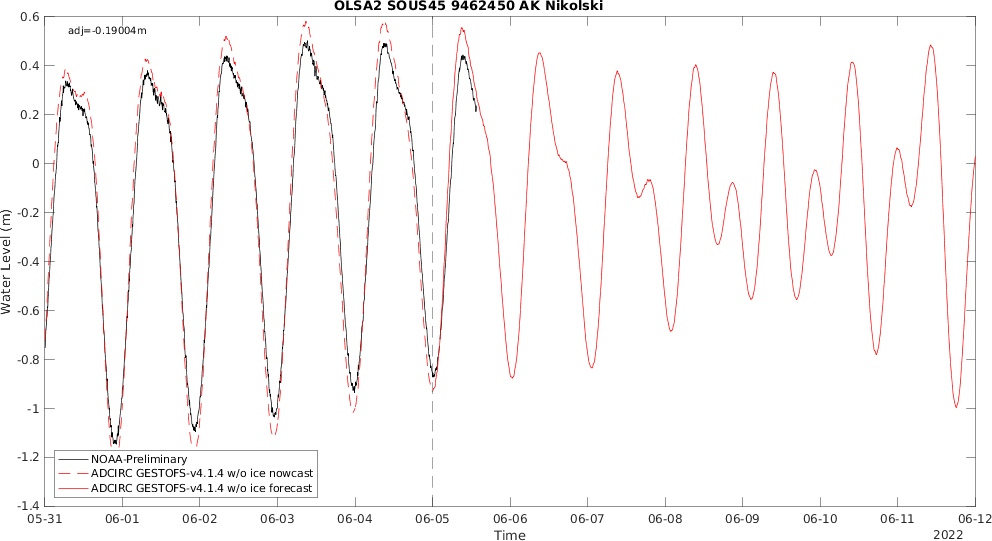 OLSA2 SOUS45 9462450 AK Nikolski
adj=-0.19004m
0.6
0.4
0.2
0
-0.2
-0.4
-0.6
-0.8
-1
-1.2
-1.4
Water Level (m)
NOAA-Preliminary
ADCIRC GESTOFS-v4.1.4 w/o ice nowcast
ADCIRC GESTOFS-v4.1.4 w/o ice forecast
05-31 06-01 06-02 06-03 06-04 06-05 06-06 06-07 06-08 06-09 06-10 06-11 06-12
Time
2022